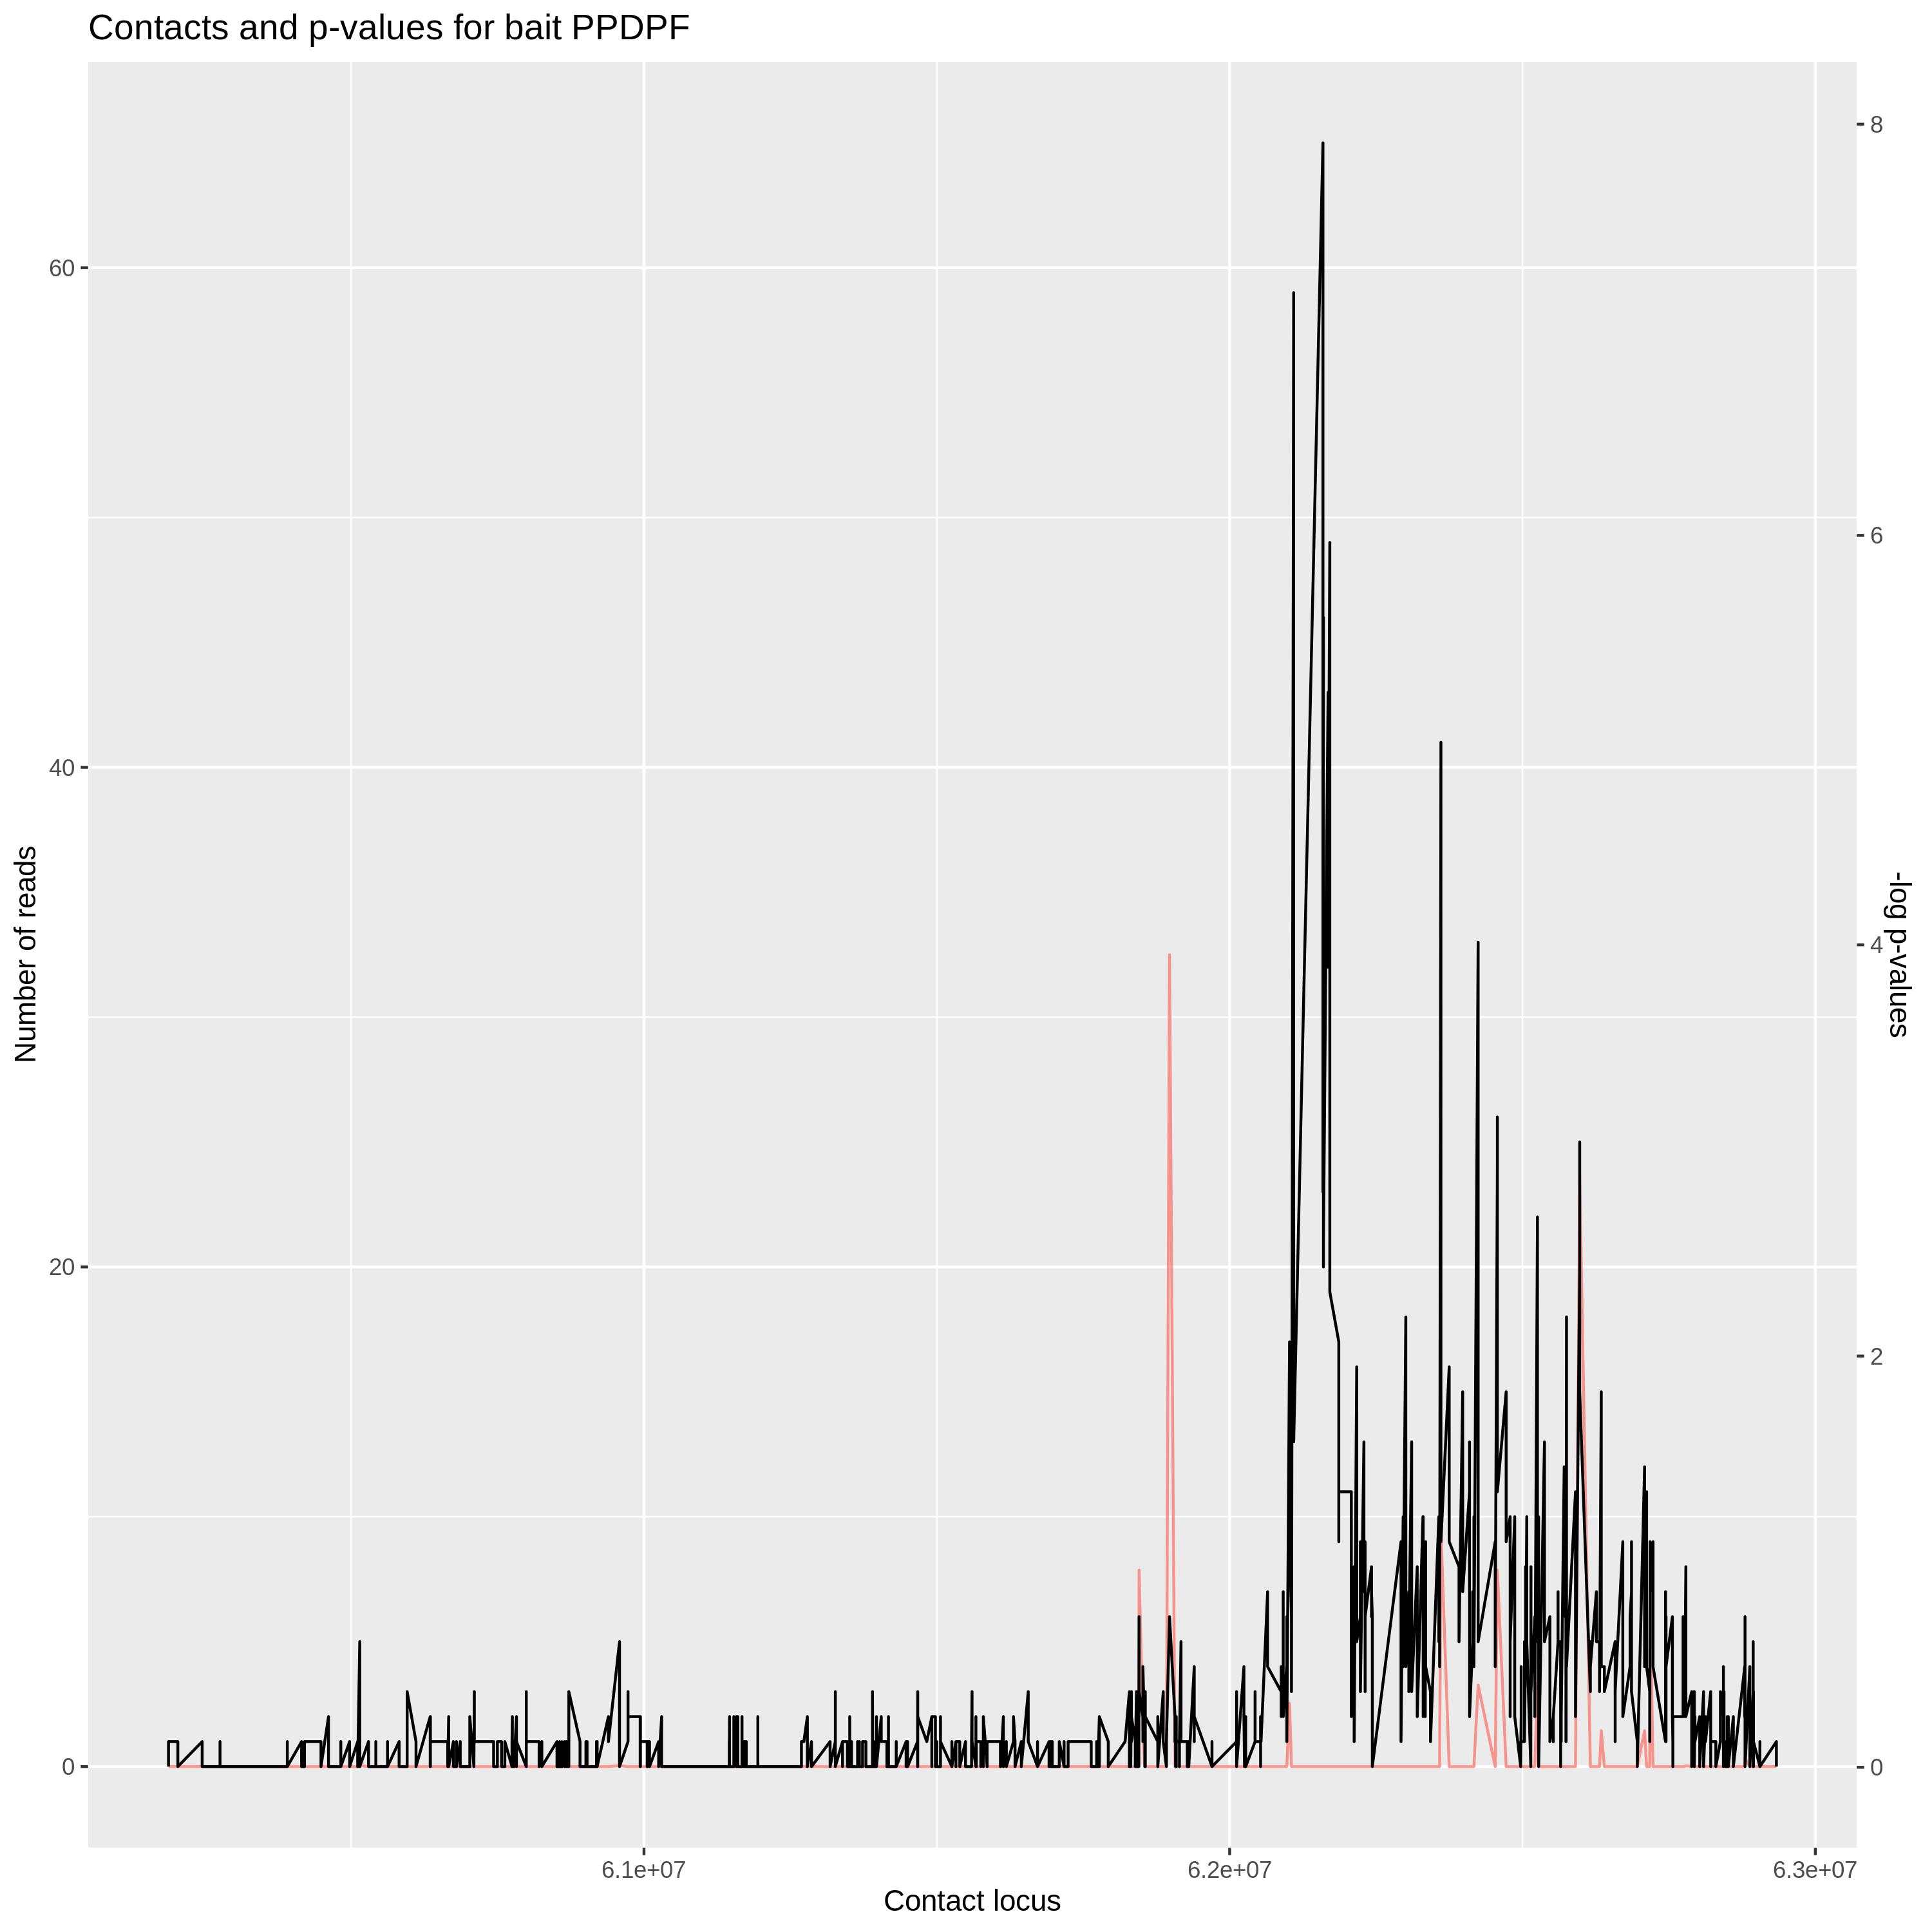 Contacts and p-values for bait PPDPF
60
40
20
0
Number of reads
8
6
4
2
0
-log p-values
6.1e+07
6.2e+07
6.3e+07
Contact locus